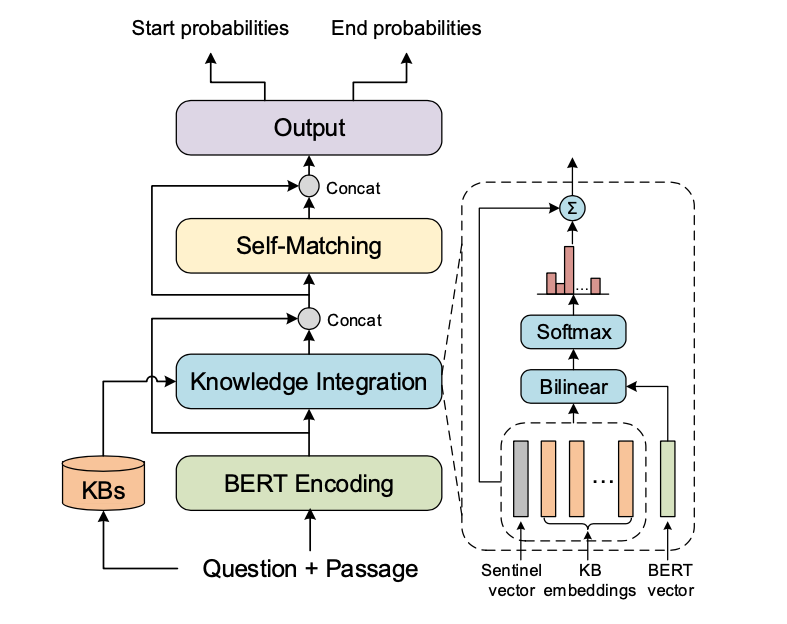 Start probabilities
End probabilities
Output
Concat
Self-Matching
Concat
Knowledge Integration
KBs
BERT Encoding
Question + Passage
Σ
...
Softmax
Bilinear
...
Sentinel
vector
KB
embeddings
BERT
vector